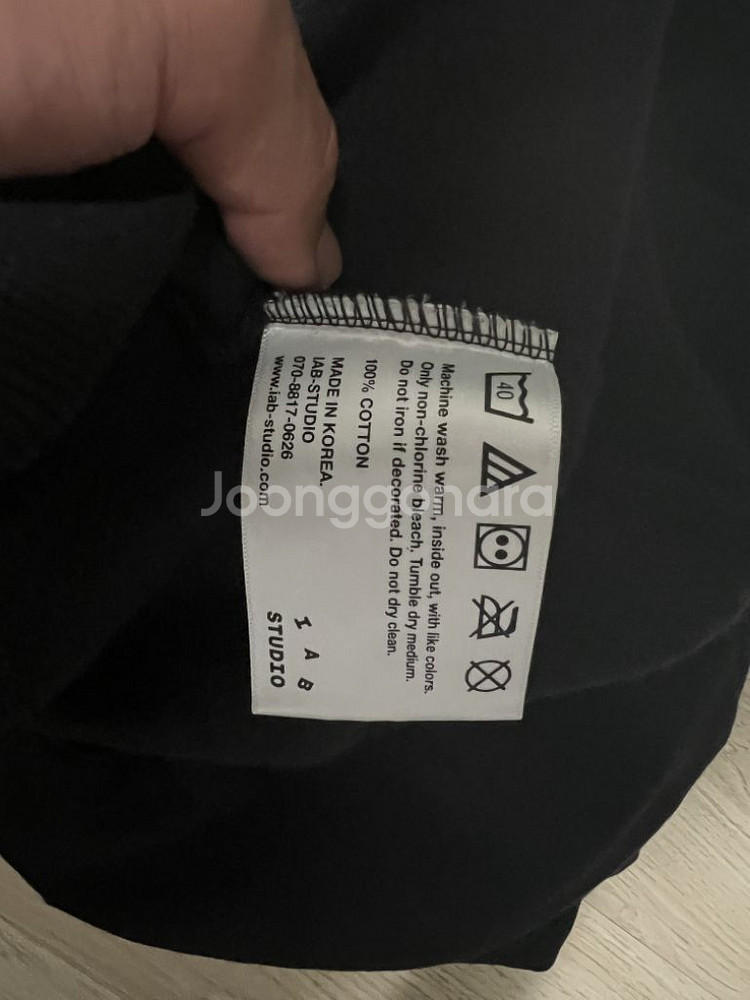 40
Machine wash warm, inside out, with like colors.
Only non-chlorine bleach, Tumble dry medium.
Do not iron if decorated. Do not dry clean.
100% COTTON
MADE IN KOREA.
IAB-STUDIO
070-8817-0626
www.iab-studio.com
I A B
STUDIO
Joonggonara